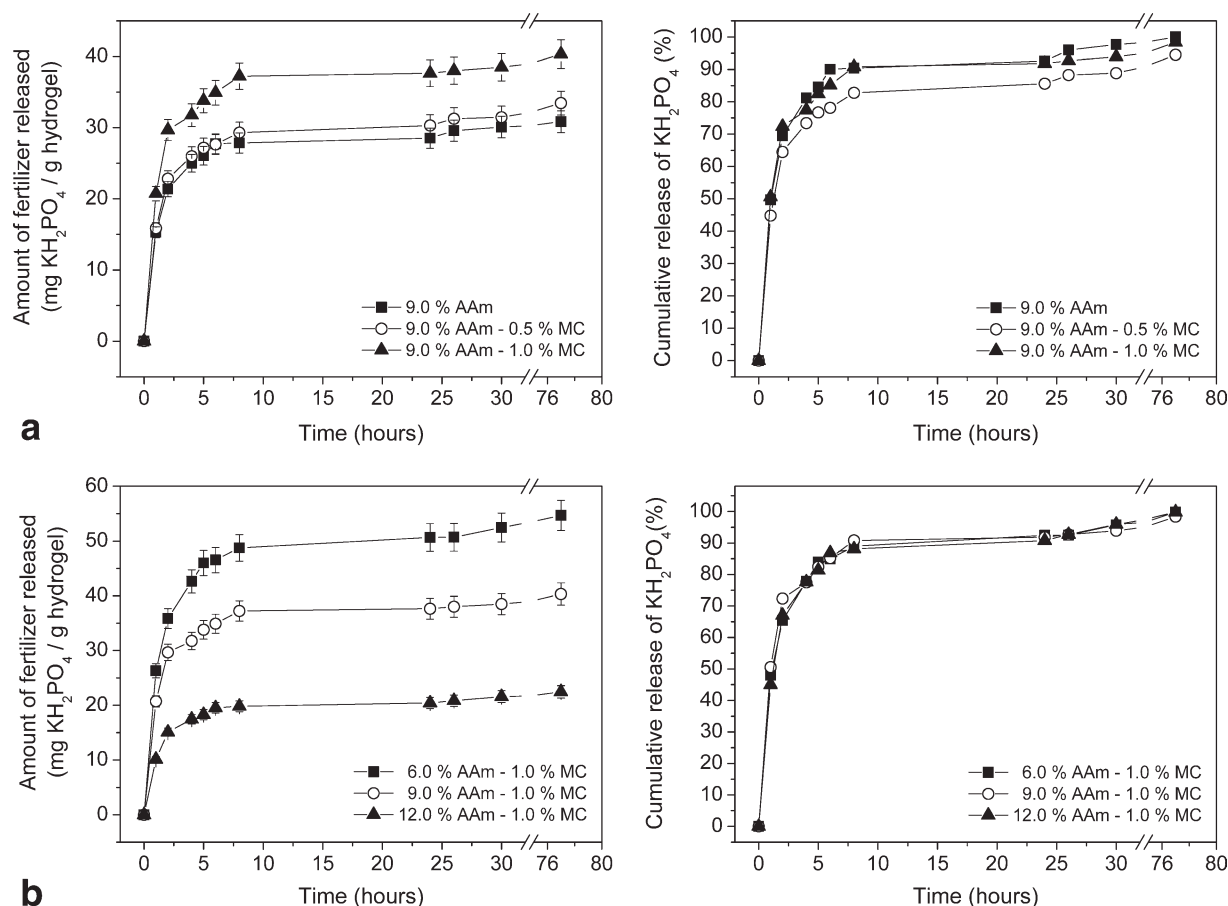 40
30
20
10
0
Amount of fertilizer released
(mg KH2PO4 / g hydrogel)
9.0 % AAm
9.0 % AAm - 0.5 % MC
9.0 % AAm - 1.0 % MC
0 5 10 15 20 25 30 76 80
Time (hours)
a
100
90
80
70
60
50
40
30
20
10
0
Cumulative release of KH2PO4 (%)
9.0 % AAm
9.0 % AAm - 0.5 % MC
9.0 % AAm - 1.0 % MC
0 5 10 15 20 25 30 76 80
Time (hours)
60
50
40
30
20
10
0
Amount of fertilizer released
(mg KH2PO4 / g hydrogel)
6.0 % AAm - 1.0 % MC
9.0 % AAm - 1.0 % MC
12.0 % AAm - 1.0 % MC
0 5 10 15 20 25 30 76 80
Time (hours)
b
100
90
80
70
60
50
40
30
20
10
0
Cumulative release of KH2PO4(%)
6.0 % AAm - 1.0 % MC
9.0 % AAm - 1.0 % MC
12.0 % AAm - 1.0 % MC
0 5 10 15 20 25 30 76 80
Time (hours)